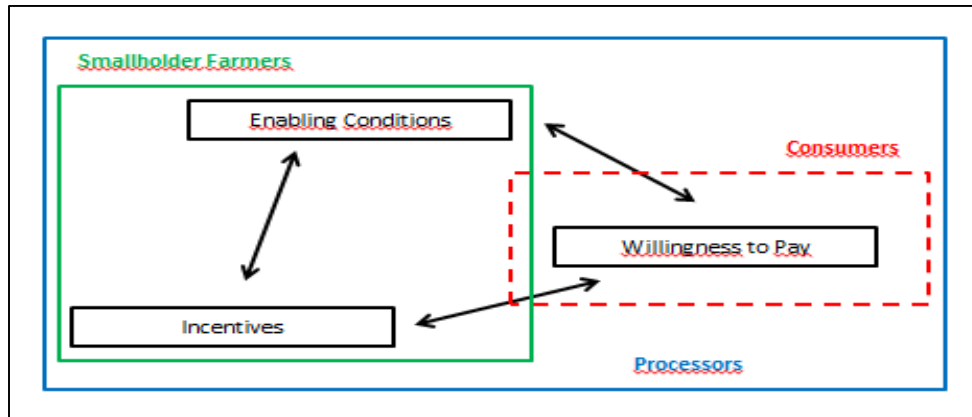 Smallholder Farmers
Enabling Conditions
Consumers
Willingness to Pay
Incentives
Processors